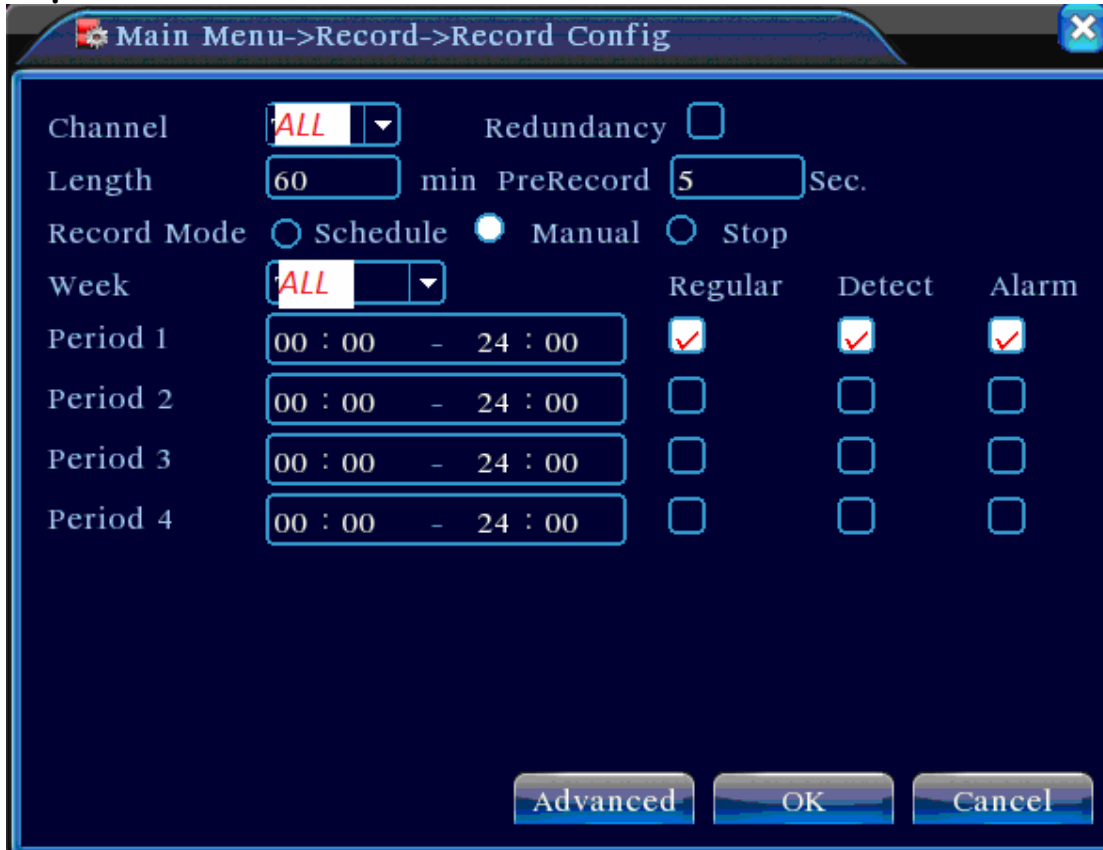 Main Menu->Record->Record Config
Channel ALL Redundancy
Length 60 min PreRecord 5 Sec.
Record Mode Schedule Manual Stop
Week ALL Regular Detect Alarm
Period 1 00 : 00 - 24 : 00
Period 2 00 : 00 - 24 : 00
Period 3 00 : 00 - 24 : 00
Period 4 00 : 00 - 24 : 00
Advanced OK Cancel